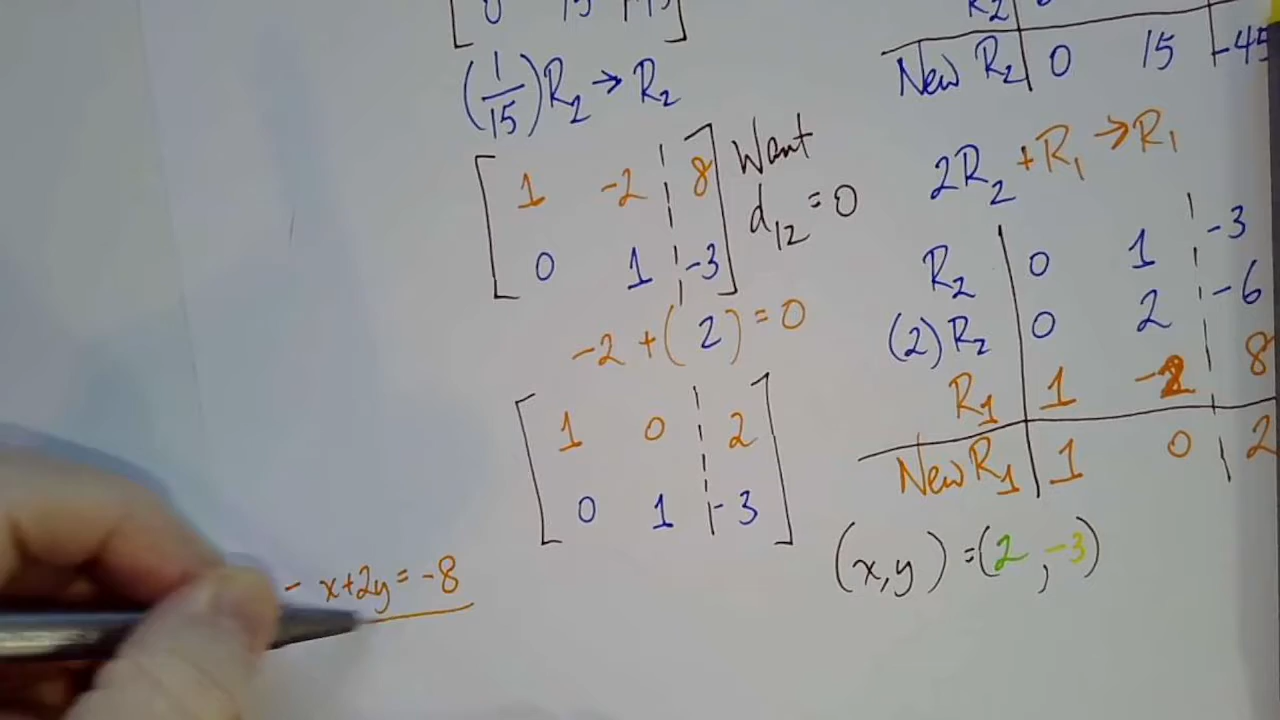 (1/15)R₂ → R₂
[1 -2 | 8]
[0 1 | -3]
Want
d₁₂ = 0
-2 + (2) = 0
[1 0 | 2]
[0 1 | -3]
- x+2y = -8
New R₂ | 0 15 | -45
2R₂ + R₁ → R₁
R₂ | 0 1 | -3
(2)R₂ | 0 2 | -6
R₁ | 1 -2 | 8
New R₁ | 1 0 | 2
(x,y) = (2, -3)